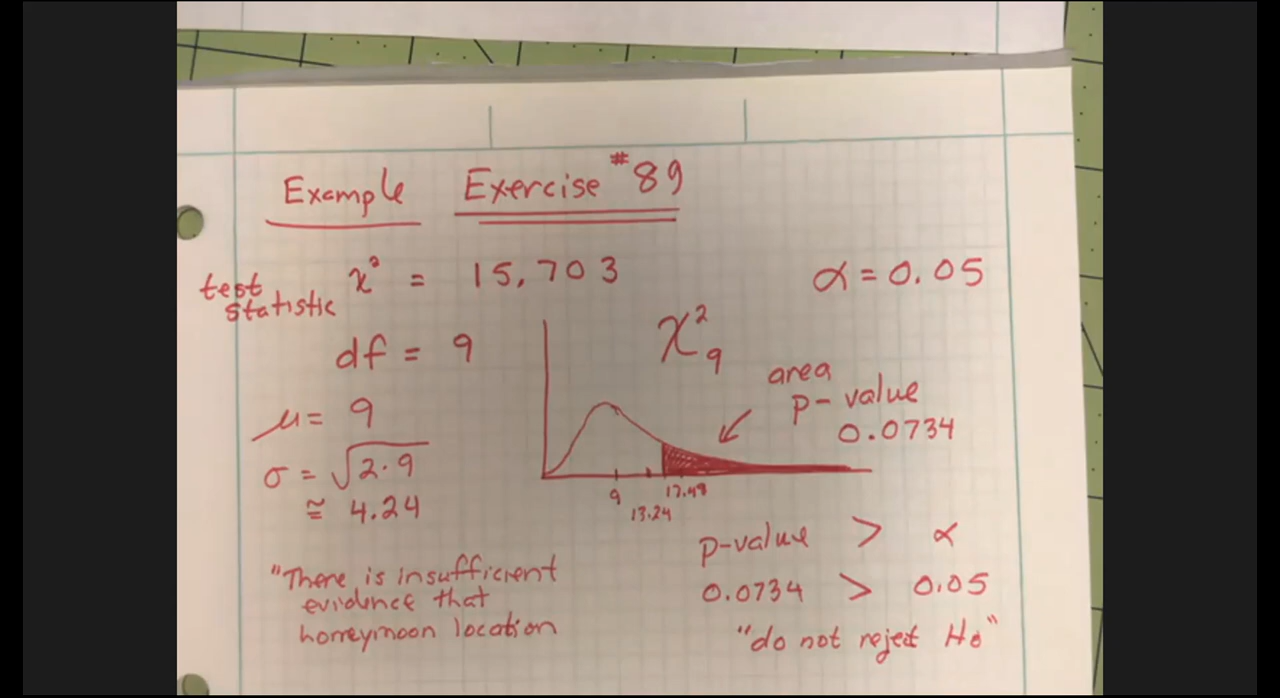 Example Exercise #89
test statistic χ² = 15.703
α = 0.05
df = 9
χ²₉
area
p-value
0.0734
μ = 9
σ = √2·9
≅ 4.24
9 13.24 17.48
p-value > α
0.0734 > 0.05
"do not reject Ho"
"There is insufficient
evidence that
honeymoon location